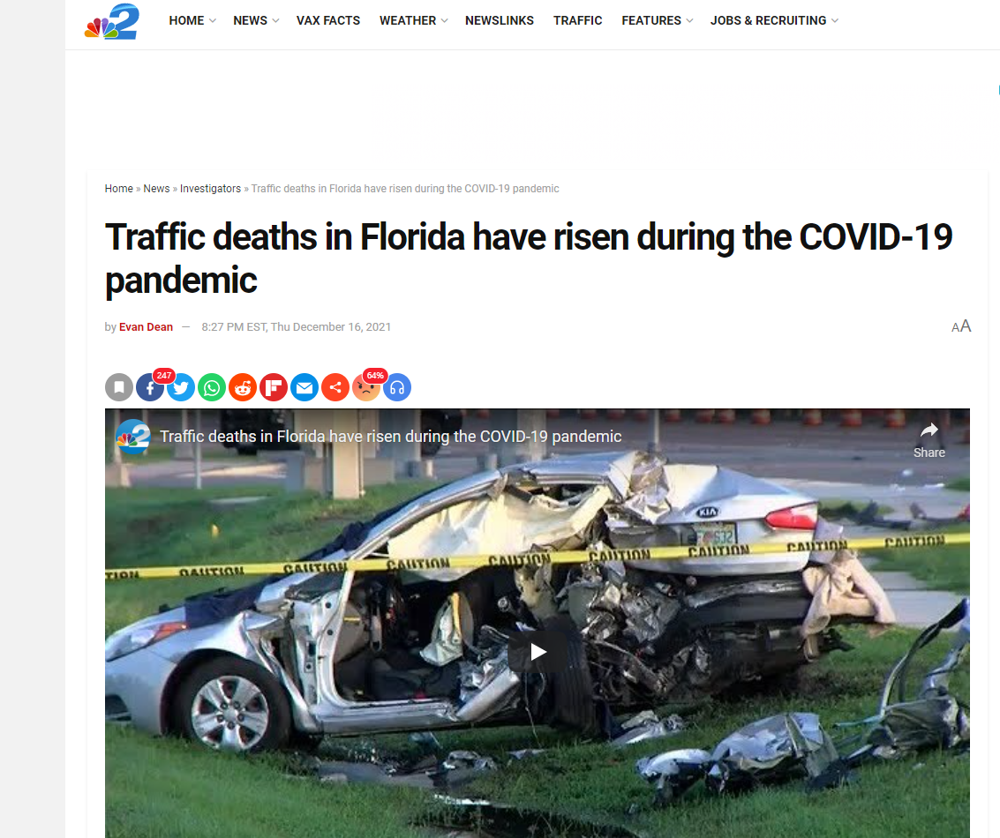 2 HOME NEWS VAX FACTS WEATHER NEWSLINKS TRAFFIC FEATURES JOBS & RECRUITING
Home » News » Investigators » Traffic deaths in Florida have risen during the COVID-19 pandemic
Traffic deaths in Florida have risen during the COVID-19
pandemic
by Evan Dean — 8:27 PM EST, Thu December 16, 2021
AA
247
64%
2 Traffic deaths in Florida have risen during the COVID-19 pandemic
Share
KIA
CAUTION CAUTION CAUTION CAUTION CAUTION CAUTION CAUTION CAUTION